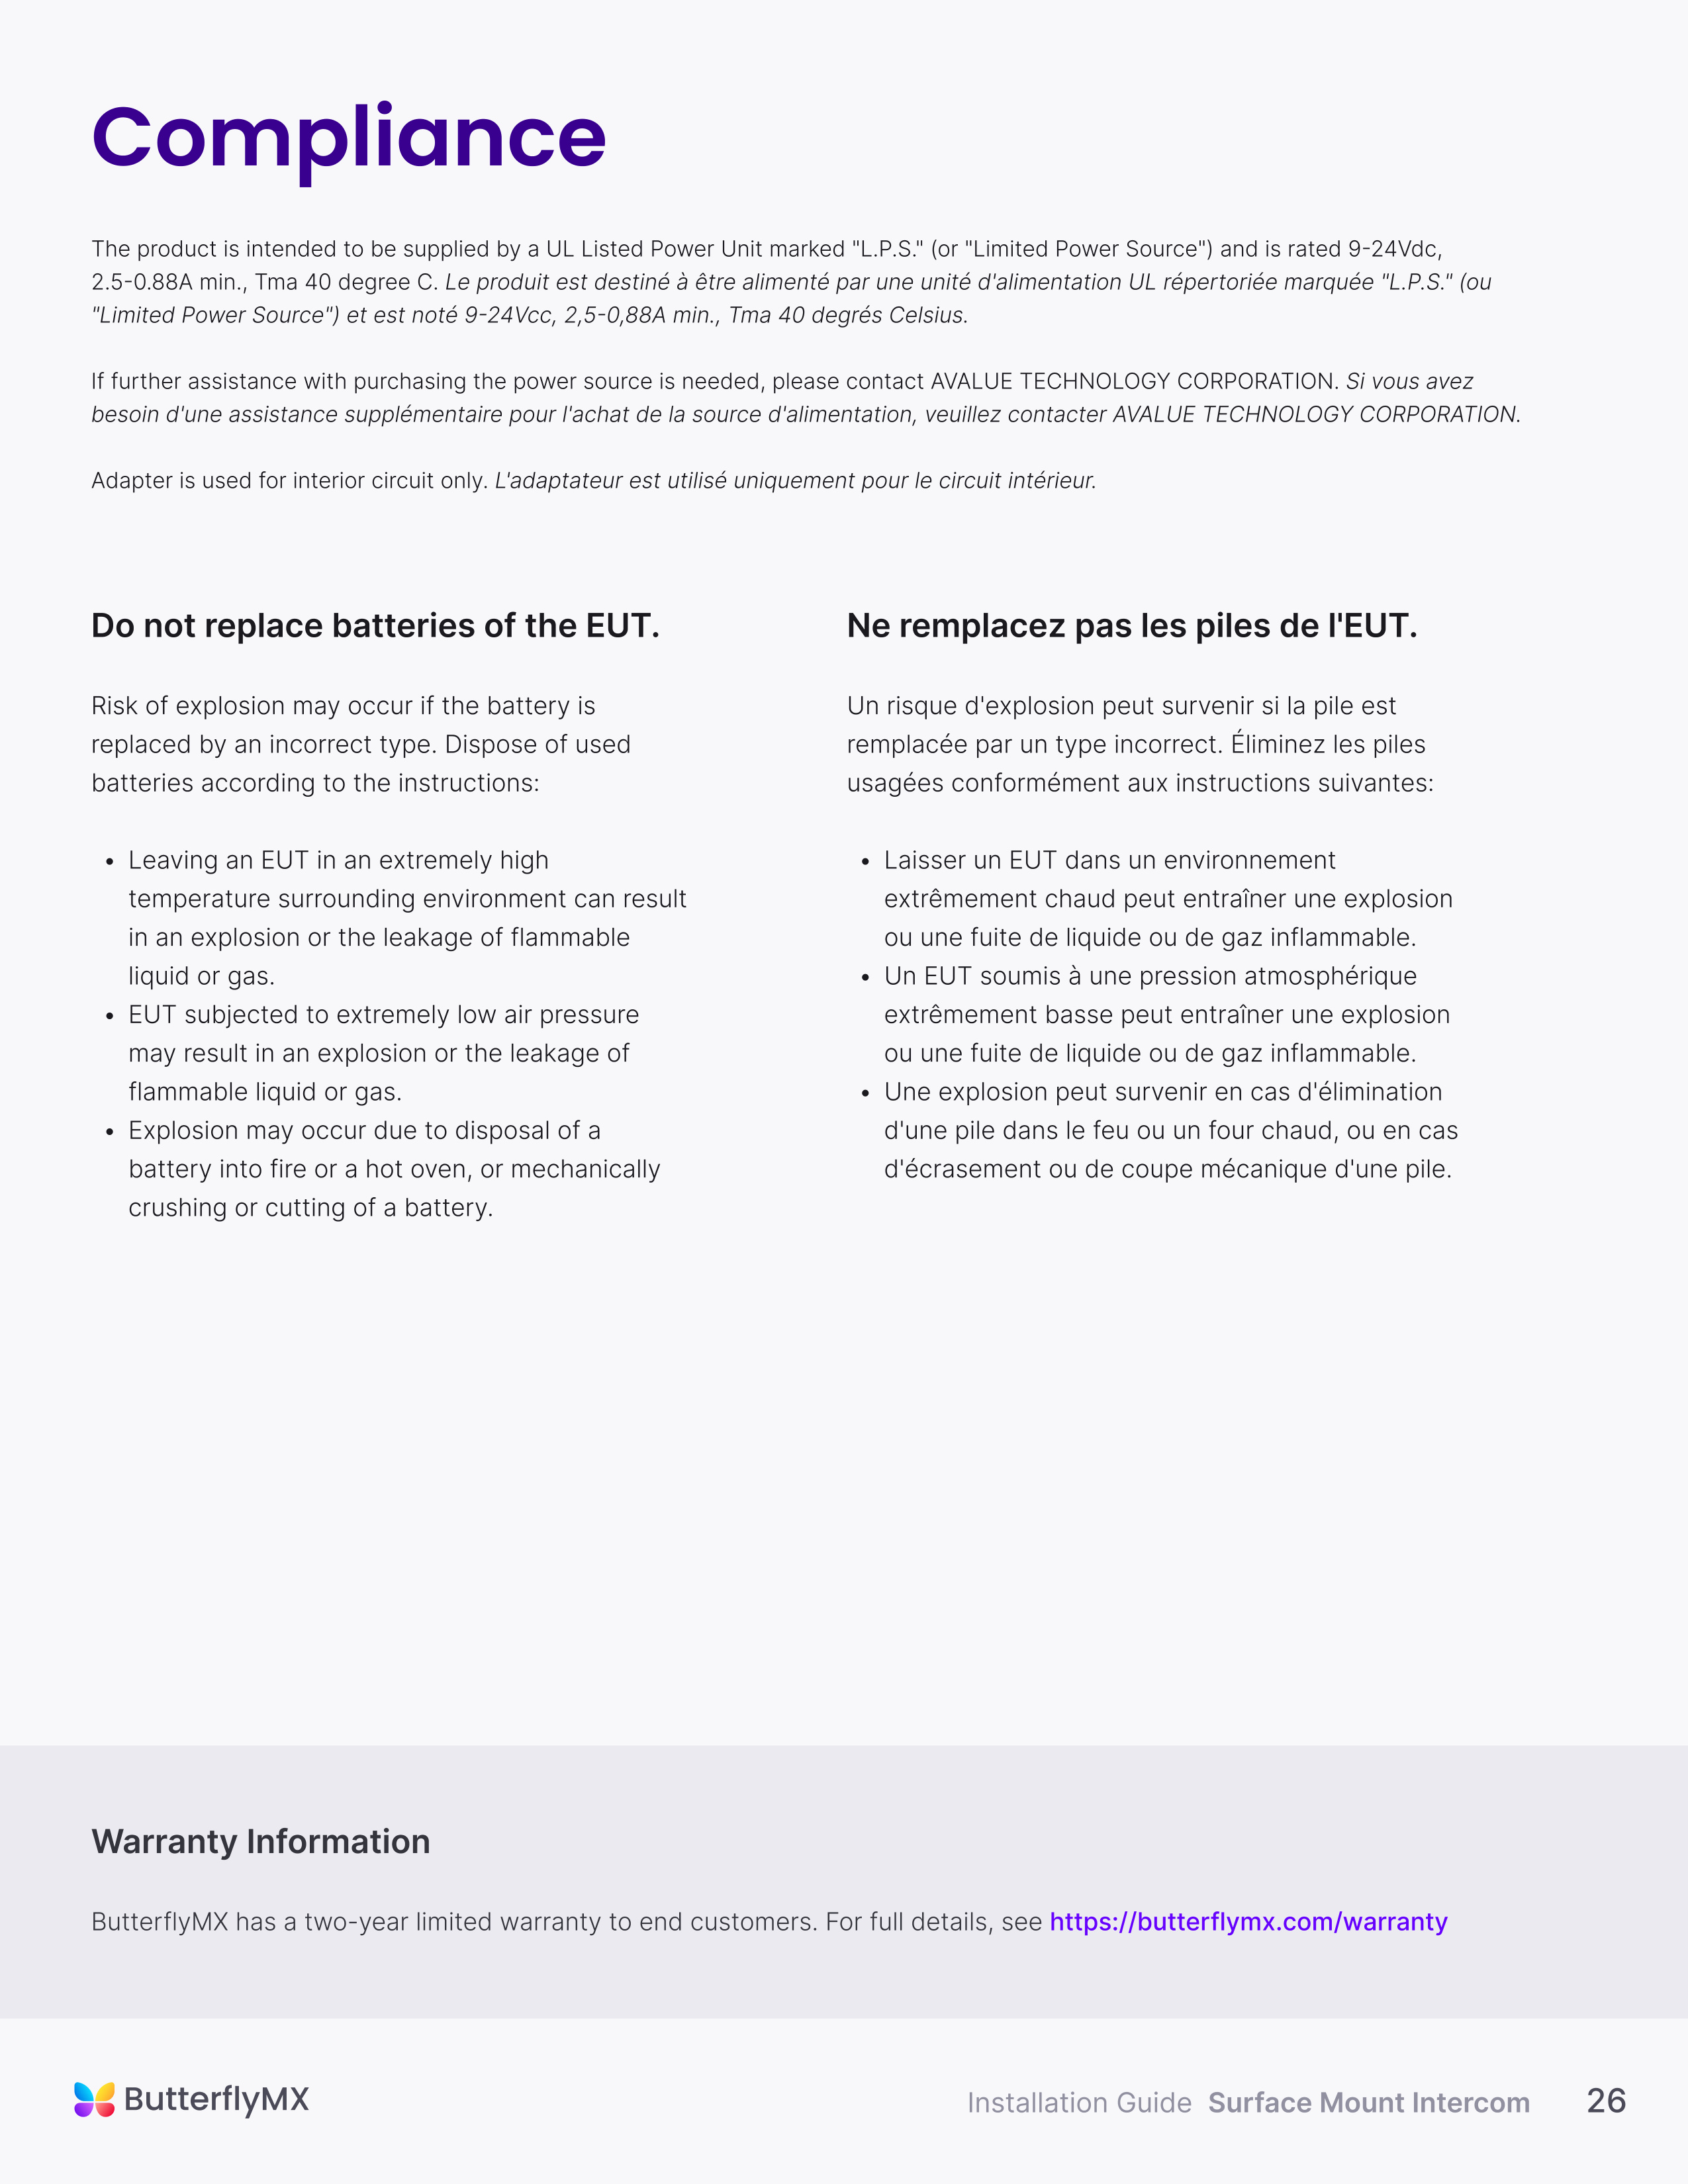 Compliance
The product is intended to be supplied by a UL Listed Power Unit marked "L.P.S." (or "Limited Power Source") and is rated 9-24Vdc,
2.5-0.88A min., Tma 40 degree C. Le produit est destiné à être alimenté par une unité d'alimentation UL répertoriée marquée "L.P.S." (ou
"Limited Power Source") et est noté 9-24Vcc, 2,5-0,88A min., Tma 40 degrés Celsius.
If further assistance with purchasing the power source is needed, please contact AVALUE TECHNOLOGY CORPORATION. Si vous avez
besoin d'une assistance supplémentaire pour l'achat de la source d'alimentation, veuillez contacter AVALUE TECHNOLOGY CORPORATION.
Adapter is used for interior circuit only. L'adaptateur est utilisé uniquement pour le circuit intérieur.
Do not replace batteries of the EUT.
Risk of explosion may occur if the battery is
replaced by an incorrect type. Dispose of used
batteries according to the instructions:
• Leaving an EUT in an extremely high
temperature surrounding environment can result
in an explosion or the leakage of flammable
liquid or gas.
• EUT subjected to extremely low air pressure
may result in an explosion or the leakage of
flammable liquid or gas.
• Explosion may occur due to disposal of a
battery into fire or a hot oven, or mechanically
crushing or cutting of a battery.
Ne remplacez pas les piles de l'EUT.
Un risque d'explosion peut survenir si la pile est
remplacée par un type incorrect. Éliminez les piles
usagées conformément aux instructions suivantes:
• Laisser un EUT dans un environnement
extrêmement chaud peut entraîner une explosion
ou une fuite de liquide ou de gaz inflammable.
• Un EUT soumis à une pression atmosphérique
extrêmement basse peut entraîner une explosion
ou une fuite de liquide ou de gaz inflammable.
• Une explosion peut survenir en cas d'élimination
d'une pile dans le feu ou un four chaud, ou en cas
d'écrasement ou de coupe mécanique d'une pile.
Warranty Information
ButterflyMX has a two-year limited warranty to end customers. For full details, see https://butterflymx.com/warranty
ButterflyMX
Installation Guide Surface Mount Intercom 26